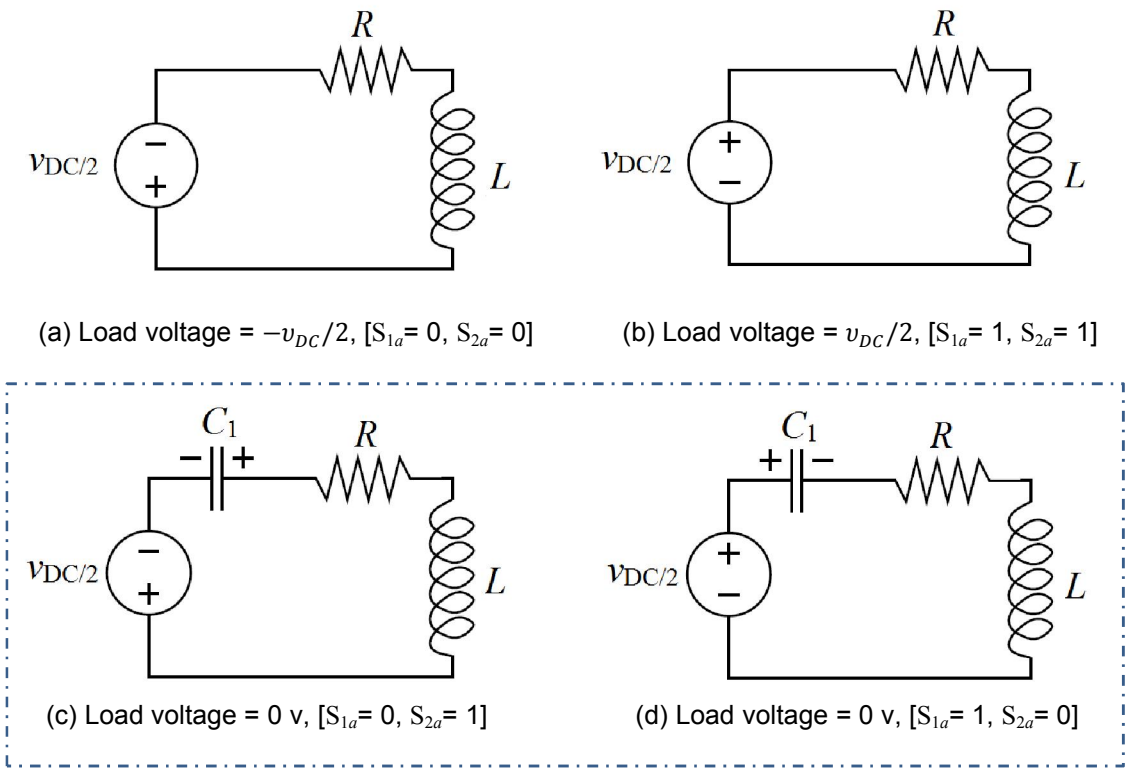 R R
− +
vDC/2 vDC/2
+ −
L L
(a) Load voltage = −𝑣𝐷𝐶/2, [S1a= 0, S2a= 0] (b) Load voltage = 𝑣𝐷𝐶/2, [S1a= 1, S2a= 1]
C1 R C1 R
− + + −
− +
vDC/2 vDC/2
+ −
L L
(c) Load voltage = 0 v, [S1a= 0, S2a= 1] (d) Load voltage = 0 v, [S1a= 1, S2a= 0]